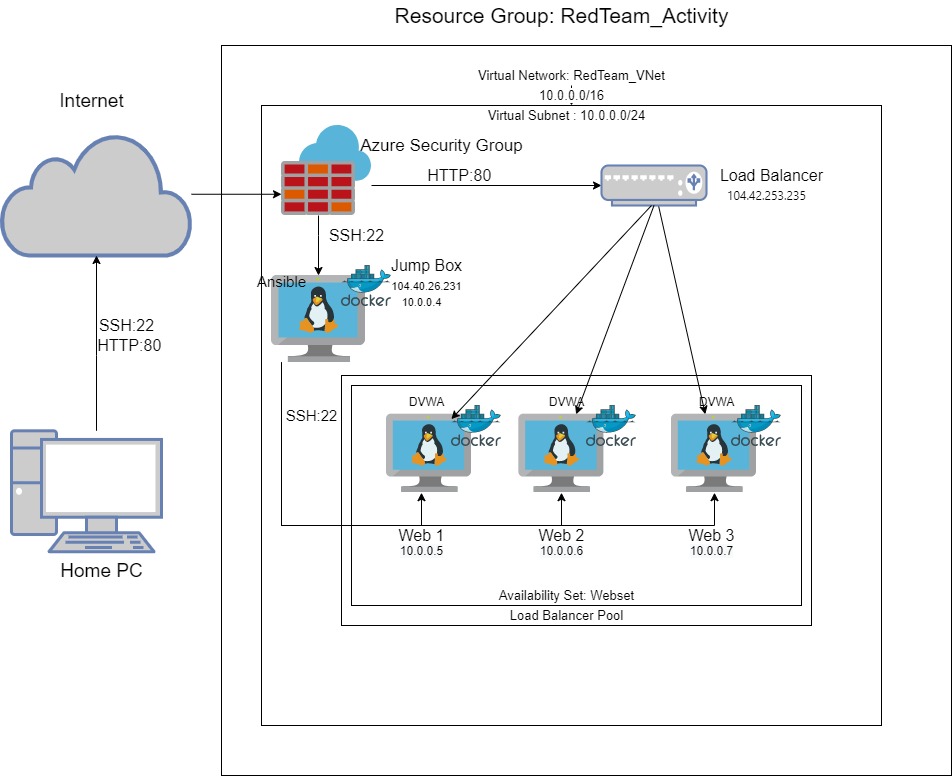 Resource Group: RedTeam_Activity
Virtual Network: RedTeam_VNet
10.0.0.0/16
Virtual Subnet : 10.0.0.0/24
Internet
Azure Security Group
HTTP:80
Load Balancer
104.42.253.235
SSH:22
Ansible
docker
Jump Box
104.40.26.231
10.0.0.4
SSH:22
HTTP:80
SSH:22
DVWA
docker
DVWA
docker
DVWA
docker
Web 1
10.0.0.5
Web 2
10.0.0.6
Web 3
10.0.0.7
Home PC
Availability Set: Webset
Load Balancer Pool